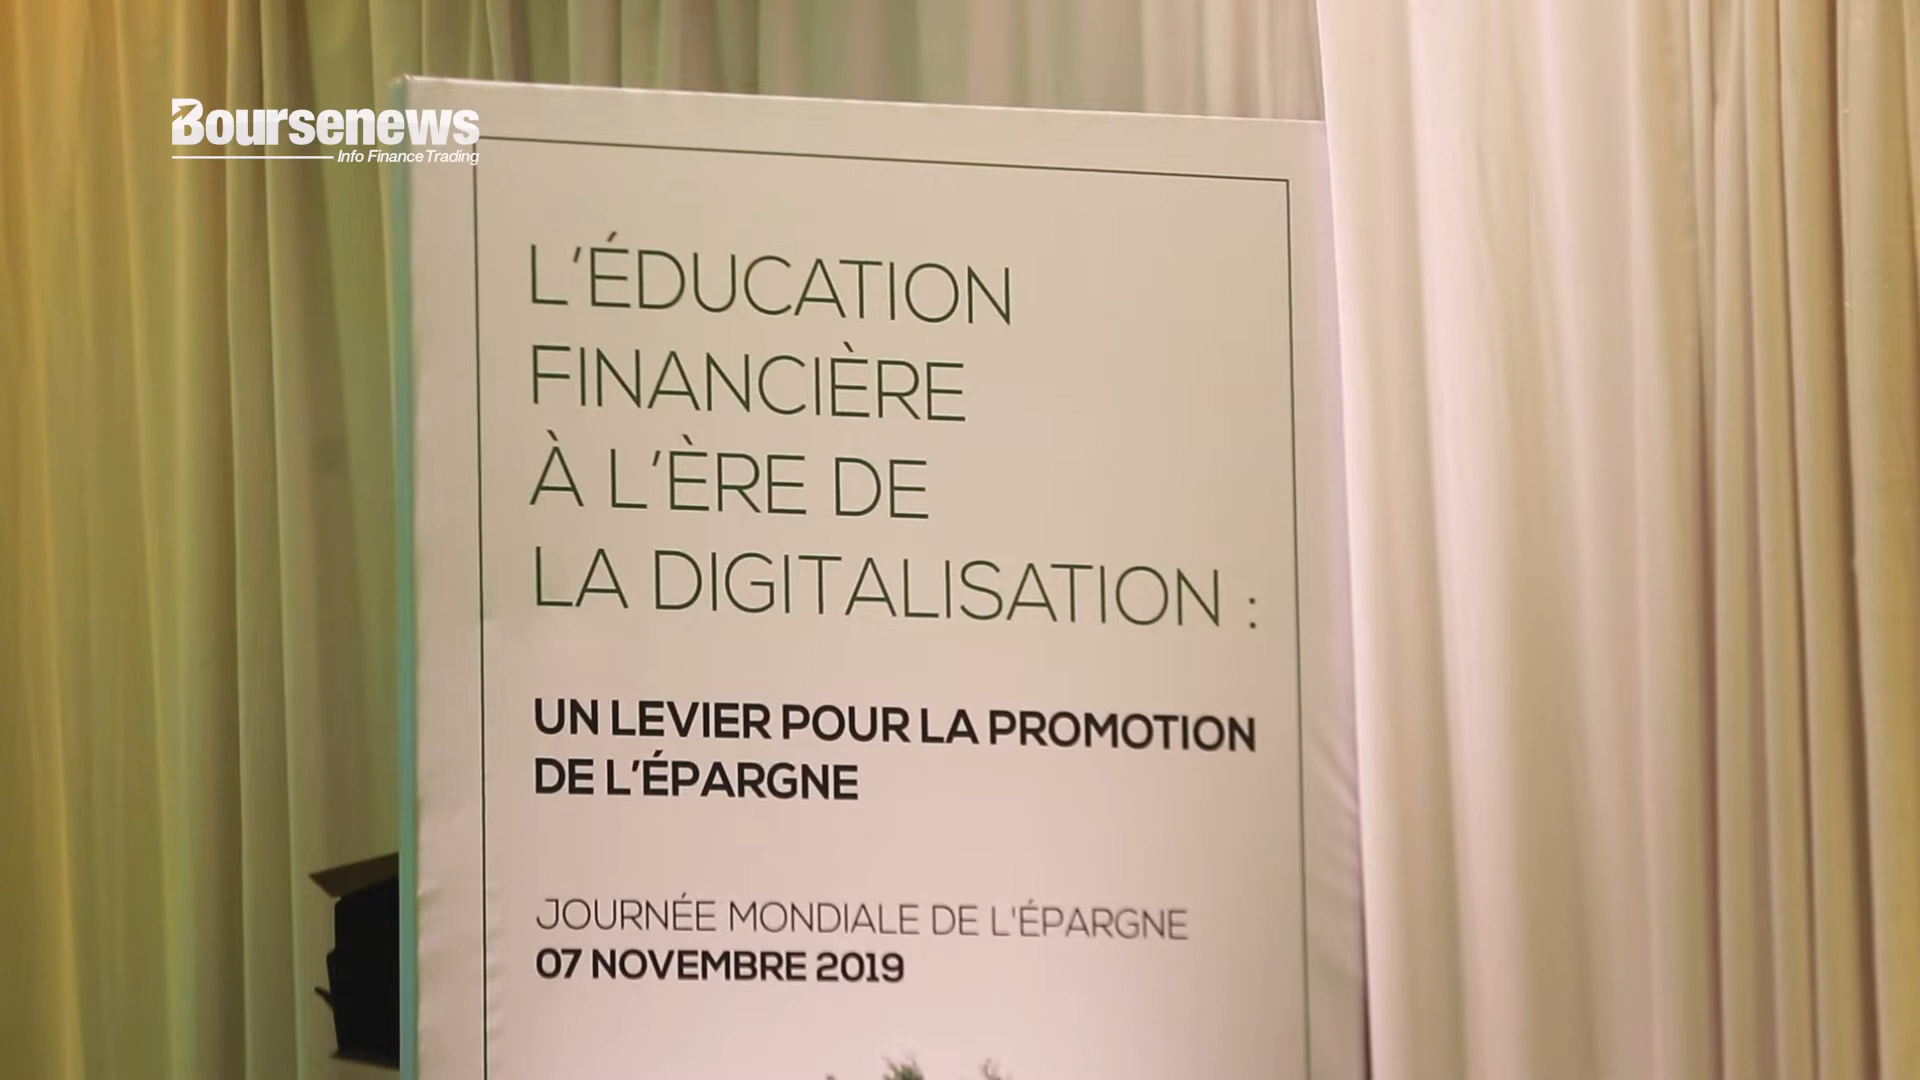 Boursenews
Info Finance Trading
L'ÉDUCATION
FINANCIÈRE
À L'ÈRE DE
LA DIGITALISATION :
UN LEVIER POUR LA PROMOTION
DE L'ÉPARGNE
JOURNÉE MONDIALE DE L'ÉPARGNE
07 NOVEMBRE 2019